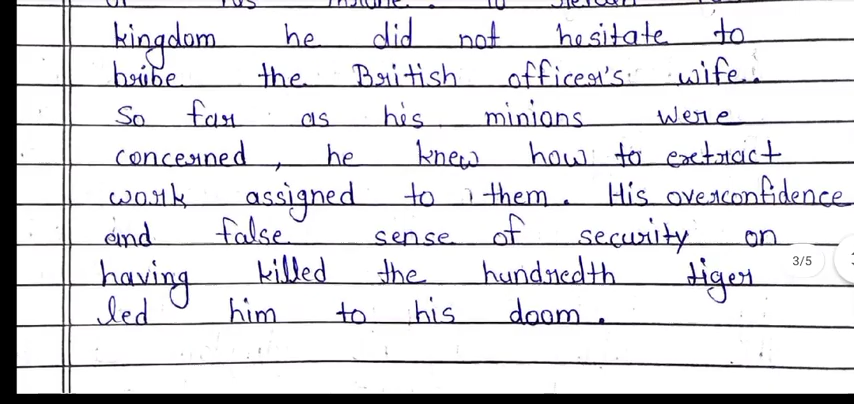 kingdom he did not hesitate to
bribe the British officer's wife.
So far as his minions were
concerned, he knew how to extract
work assigned to them. His overconfidence
and false sense of security on
having killed the hundredth tiger
led him to his doom.
3/5